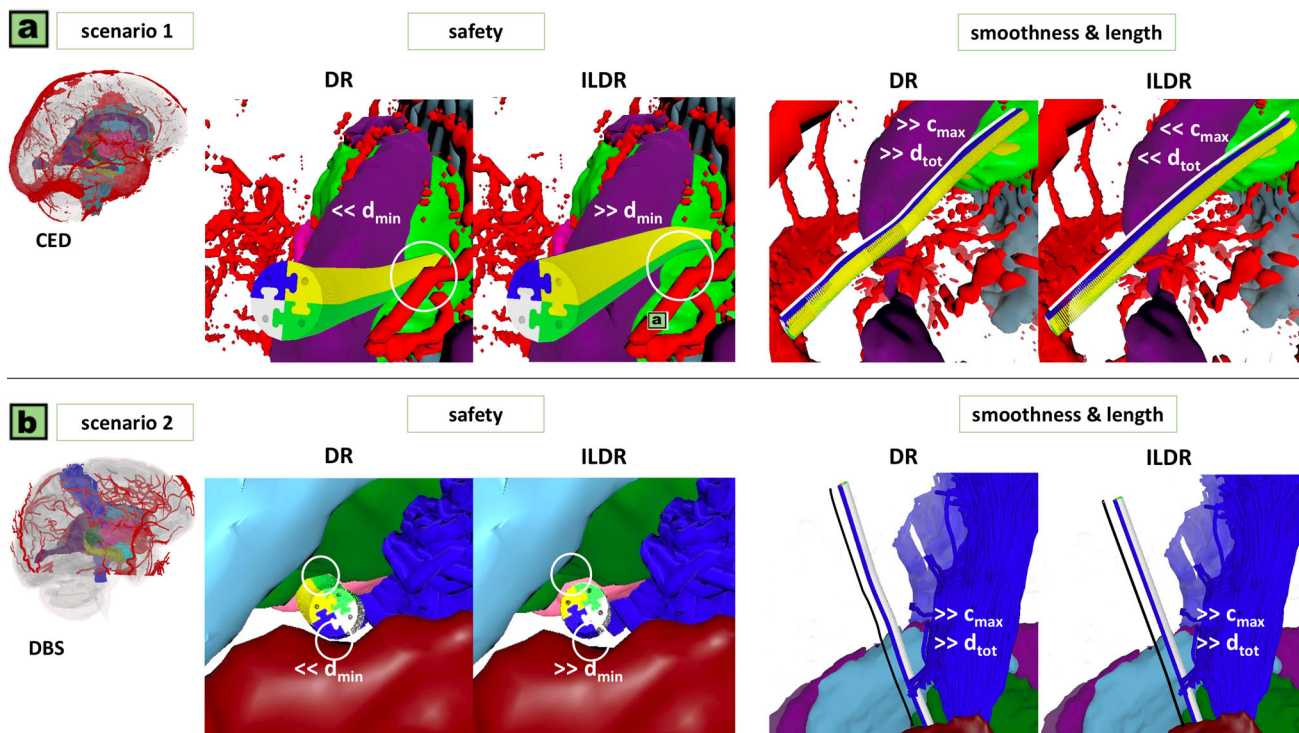 a
scenario 1
safety
smoothness & length
DR
ILDR
DR
ILDR
CED
<< dmin
>> dmin
>> cmax
>> dtot
<< cmax
<< dtot
a
b
scenario 2
safety
smoothness & length
DR
ILDR
DR
ILDR
DBS
<< dmin
>> dmin
>> cmax
>> dtot
>> cmax
>> dtot